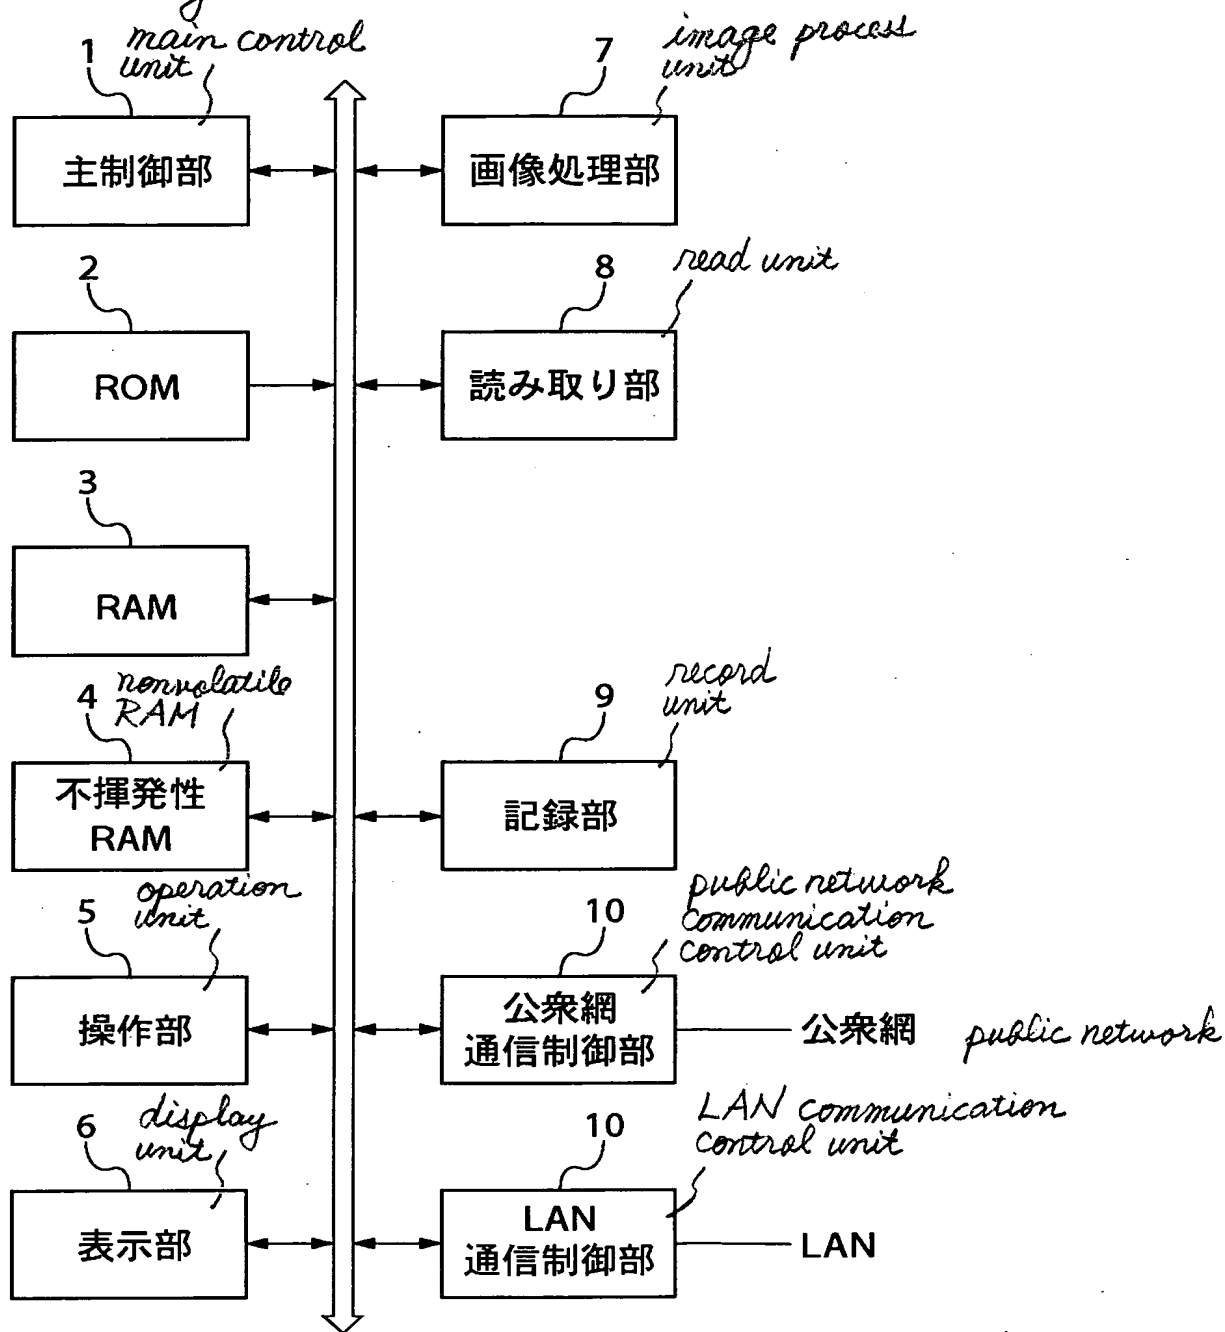 1
main control
unit
主制御部
7
image process
unit
画像処理部
2
ROM
8
read unit
読み取り部
3
RAM
4
nonvolatile
RAM
不揮発性
RAM
9
record
unit
記録部
5
operation
unit
操作部
10
public network
communication
control unit
公衆網
通信制御部
公衆網
public network
6
display
unit
表示部
10
LAN communication
control unit
LAN
通信制御部
LAN